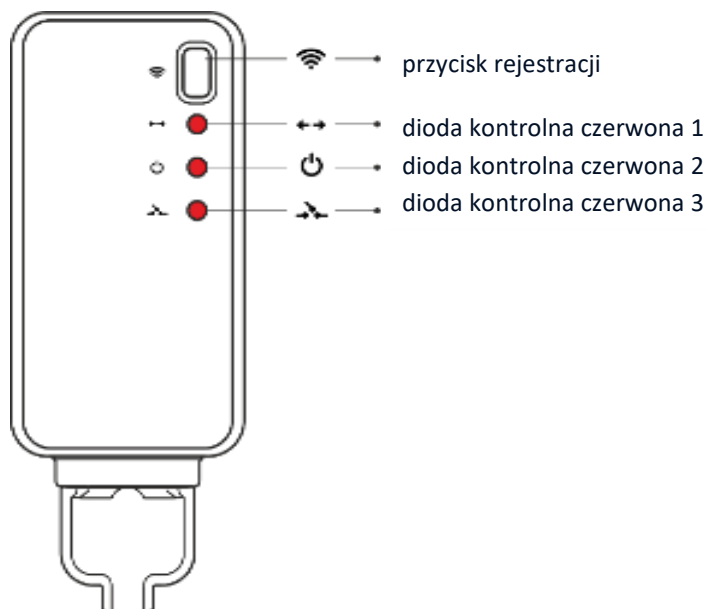 przycisk rejestracji
dioda kontrolna czerwona 1
dioda kontrolna czerwona 2
dioda kontrolna czerwona 3